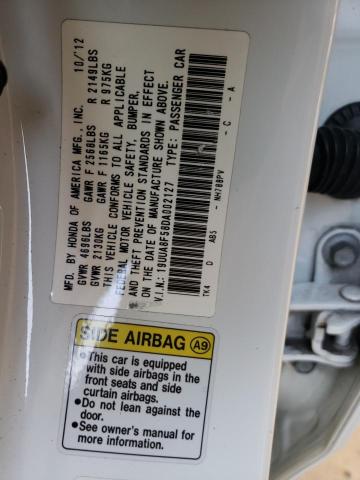 MFD. BY HONDA OF AMERICA MFG., INC. 10/12
GVWR 4696LBS GAWR F 2568LBS R 2149LBS
GVWR 2130KG GAWR F 1165KG R 975KG
THIS VEHICLE CONFORMS TO ALL APPLICABLE
FEDERAL MOTOR VEHICLE SAFETY, BUMPER,
AND THEFT PREVENTION STANDARDS IN EFFECT
ON THE DATE OF MANUFACTURE SHOWN ABOVE.
V.I.N.: 19UUA8F58DA002127 TYPE: PASSENGER CAR
TK4 D AB5 - NH788PV - C - A
SIDE AIRBAG A9
•This car is equipped
with side airbags in the
front seats and side
curtain airbags.
•Do not lean against the
door.
•See owner's manual for
more information.